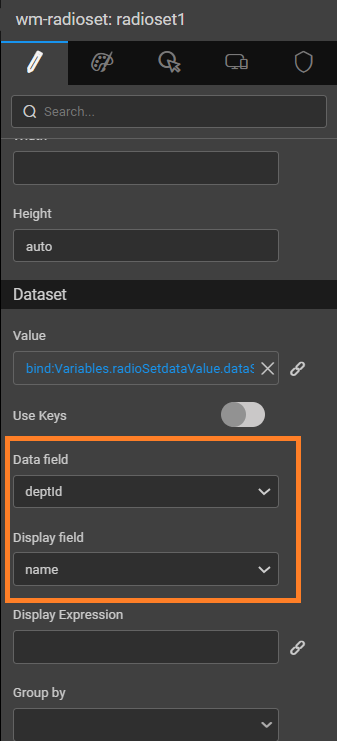 wm-radioset: radioset1
Search...
Width
Height
auto
Dataset
Value
bind:Variables.radioSetdataValue.dataS
Use Keys
Data field
deptId
Display field
name
Display Expression
Group by